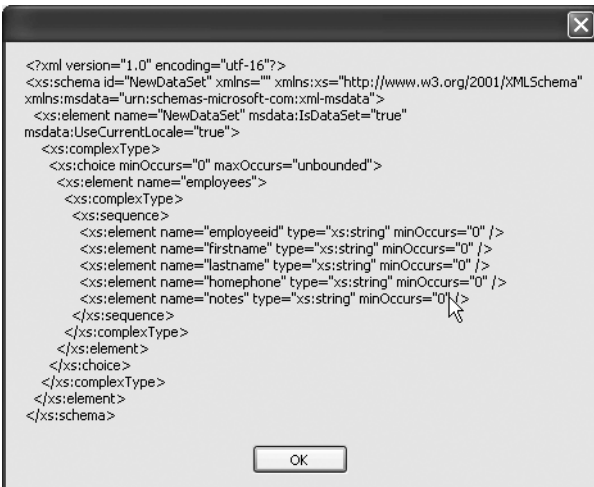 <?xml version="1.0" encoding="utf-16"?>
<xs:schema id="NewDataSet" xmlns="" xmlns:xs="http://www.w3.org/2001/XMLSchema"
xmlns:msdata="urn:schemas-microsoft-com:xml-msdata">
<xs:element name="NewDataSet" msdata:IsDataSet="true"
msdata:UseCurrentLocale="true">
<xs:complexType>
<xs:choice minOccurs="0" maxOccurs="unbounded">
<xs:element name="employees">
<xs:complexType>
<xs:sequence>
<xs:element name="employeeid" type="xs:string" minOccurs="0" />
<xs:element name="firstname" type="xs:string" minOccurs="0" />
<xs:element name="lastname" type="xs:string" minOccurs="0" />
<xs:element name="homephone" type="xs:string" minOccurs="0" />
<xs:element name="notes" type="xs:string" minOccurs="0" />
</xs:sequence>
</xs:complexType>
</xs:element>
</xs:choice>
</xs:complexType>
</xs:element>
</xs:schema>
OK